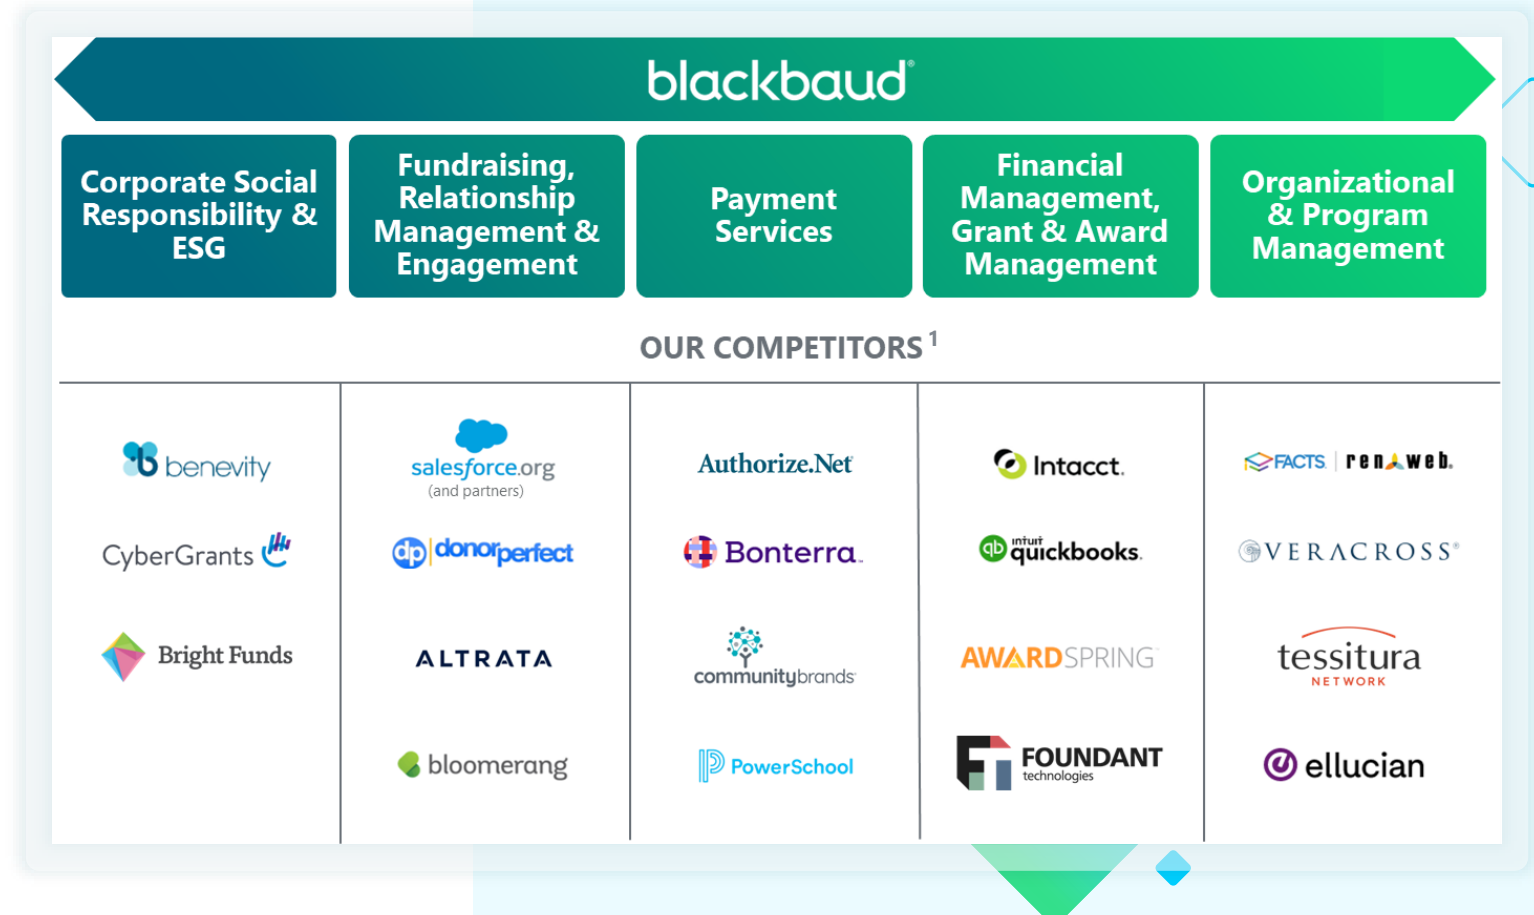 blackbaud®
Corporate Social
Responsibility &
ESG
Fundraising,
Relationship
Management &
Engagement
Payment
Services
Financial
Management,
Grant & Award
Management
Organizational
& Program
Management
OUR COMPETITORS 1
benevity
CyberGrants
Bright Funds
salesforce.org
(and partners)
dp donorperfect
ALTRATA
bloomerang
Authorize.Net
Bonterra™
communitybrands
PowerSchool
Intacct.
qb intuit quickbooks.
AWARDSPRING
FOUNDANT
technologies
FACTS | renweb.
VERACROSS®
tessitura
NETWORK
ellucian